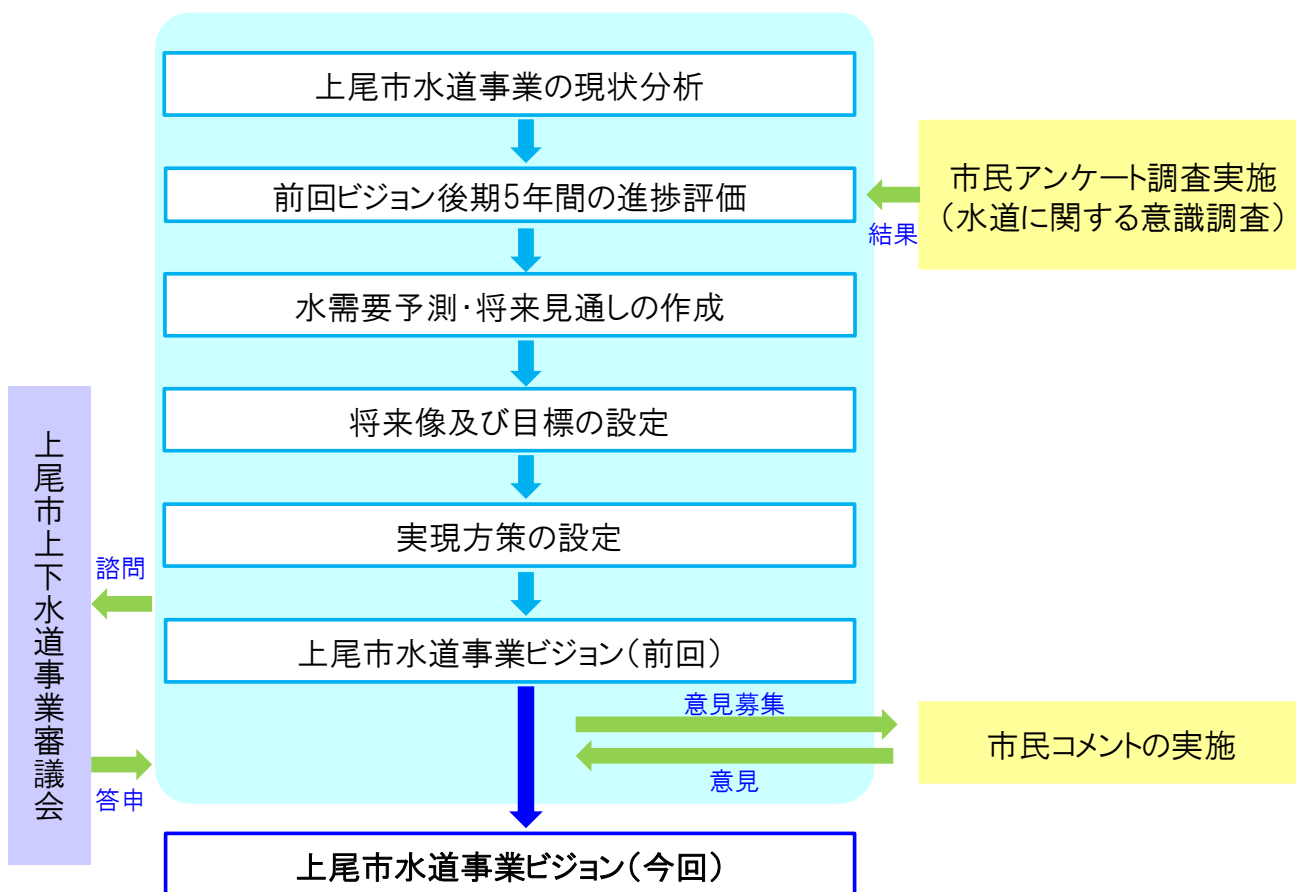 上尾市水道事業の現状分析
前回ビジョン後期5年間の進捗評価
市民アンケート調査実施
（水道に関する意識調査）
結果
水需要予測・将来見通しの作成
将来像及び目標の設定
実現方策の設定
上尾市上下水道事業審議会
諮問
上尾市水道事業ビジョン（前回）
意見募集
市民コメントの実施
意見
答申
上尾市水道事業ビジョン（今回）